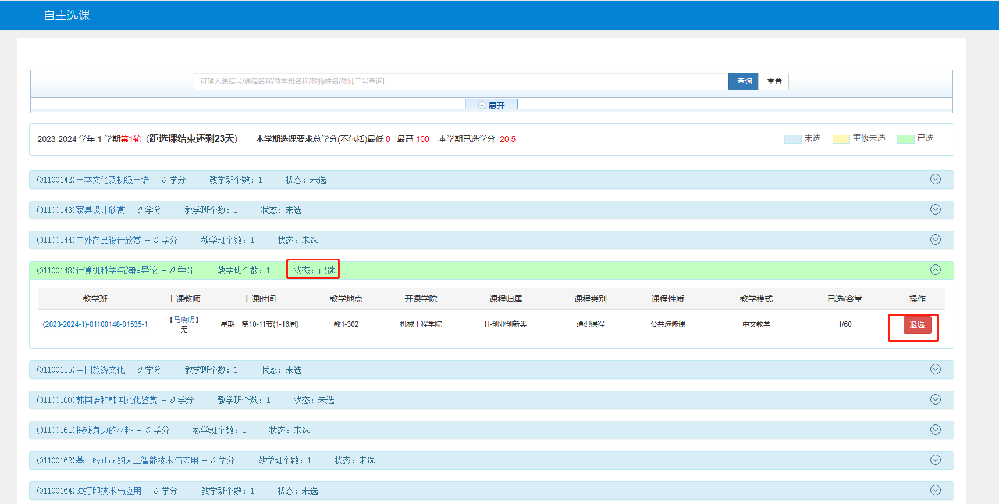 自主选课
可输入课程号/课程名称/教学班名称/教师姓名/教师工号查询! 查询 重置
展开
2023-2024 学年 1 学期第1轮（距选课结束还剩23天） 本学期选课要求总学分(不包括)最低 0 最高 100 本学期已选学分 20.5 未选 重修未选 已选
(01100142)日本文化及初级日语 - 0 学分 教学班个数：1 状态：未选
(01100143)家具设计欣赏 - 0 学分 教学班个数：1 状态：未选
(01100144)中外产品设计欣赏 - 0 学分 教学班个数：1 状态：未选
(01100148)计算机科学与编程导论 - 0 学分 教学班个数：1 状态：已选
教学班 上课教师 上课时间 教学地点 开课学院 课程归属 课程类别 课程性质 教学模式 已选/容量 操作
(2023-2024-1)-01100148-01535-1 【马晓明】 星期三第10-11节{1-16周} 教1-302 机械工程学院 H-创业创新类 通识课程 公共选修课 中文教学 1/60 退选
无
(01100155)中国旅游文化 - 0 学分 教学班个数：1 状态：未选
(01100160)韩国语和韩国文化鉴赏 - 0 学分 教学班个数：1 状态：未选
(01100161)探秘身边的材料 - 0 学分 教学班个数：1 状态：未选
(01100162)基于Python的人工智能技术与应用 - 0 学分 教学班个数：1 状态：未选
(01100164)3D打印技术与应用 - 0 学分 教学班个数：1 状态：未选